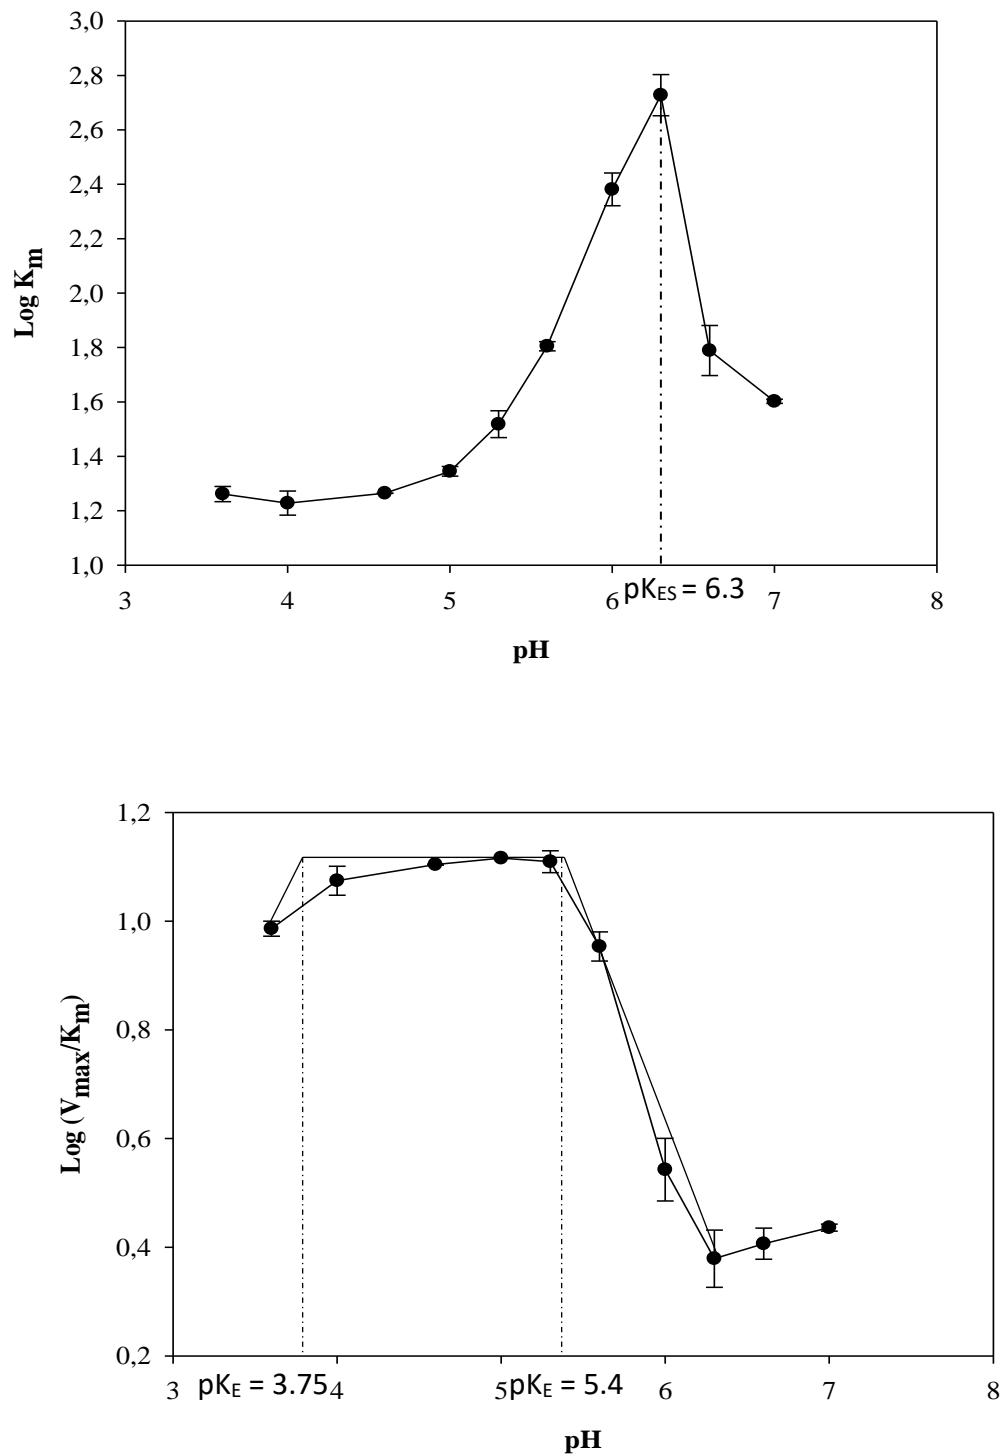 3,0
2,8
2,6
2,4
2,2
2,0
1,8
1,6
1,4
1,2
1,0
Log Km
3 4 5 6 pKES = 6.3 7 8
pH
1,2
1,0
0,8
0,6
0,4
0,2
Log (Vmax/Km)
3 pKE = 3.75 4 5 pKE = 5.4 6 7 8
pH